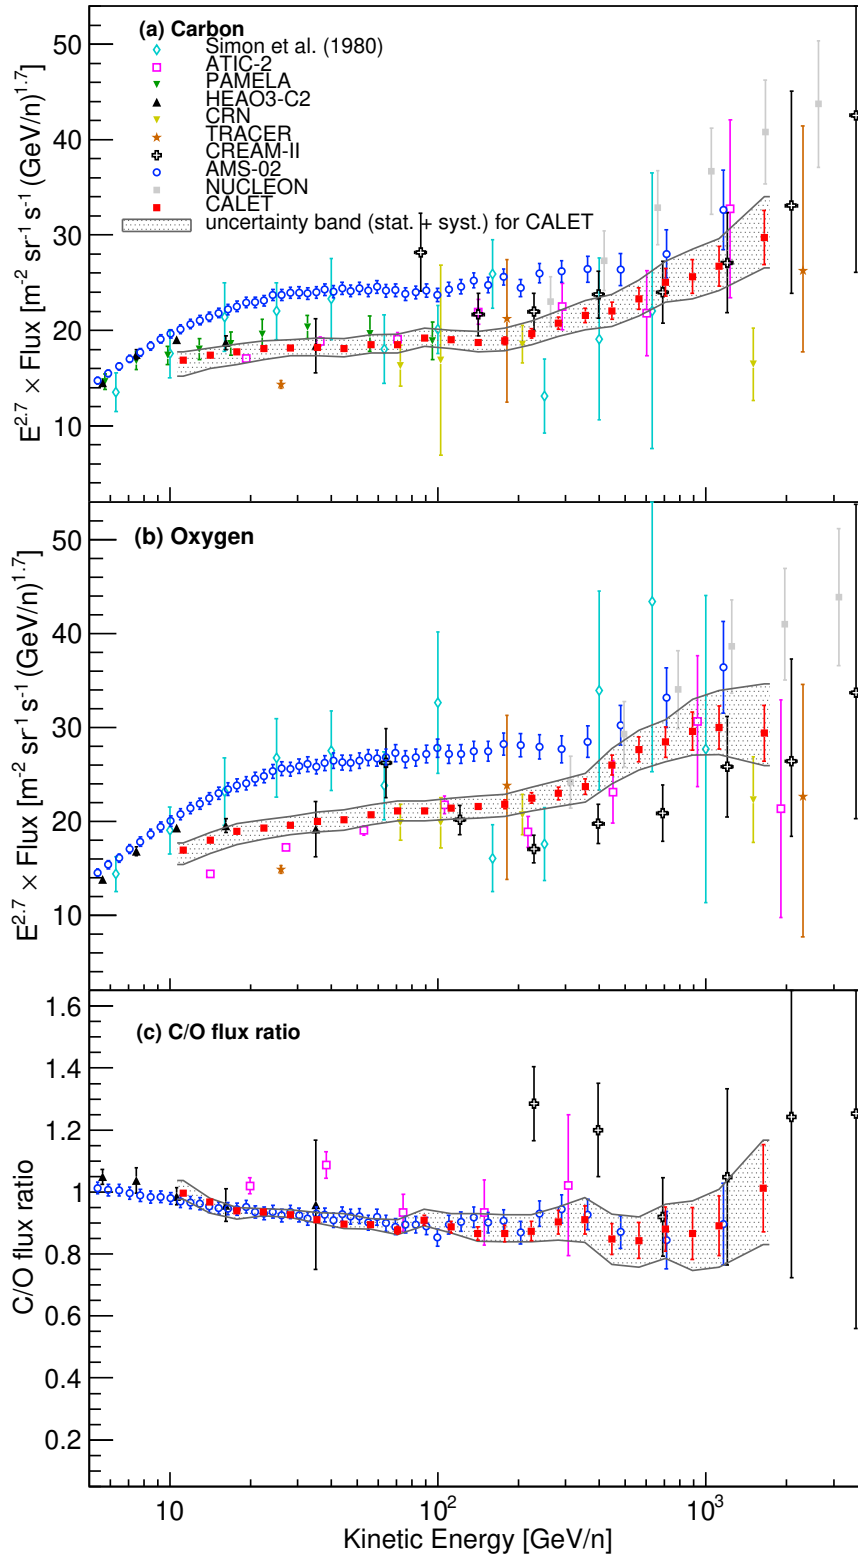 (a) Carbon
Simon et al. (1980)
ATIC-2
PAMELA
HEAO3-C2
CRN
TRACER
CREAM-II
AMS-02
NUCLEON
CALET
uncertainty band (stat. + syst.) for CALET
50
40
30
20
10
E^2.7 × Flux [m^-2 sr^-1 s^-1 (GeV/n)^1.7]
(b) Oxygen
50
40
30
20
10
E^2.7 × Flux [m^-2 sr^-1 s^-1 (GeV/n)^1.7]
(c) C/O flux ratio
1.6
1.4
1.2
1
0.8
0.6
0.4
0.2
C/O flux ratio
10 10^2 10^3
Kinetic Energy [GeV/n]